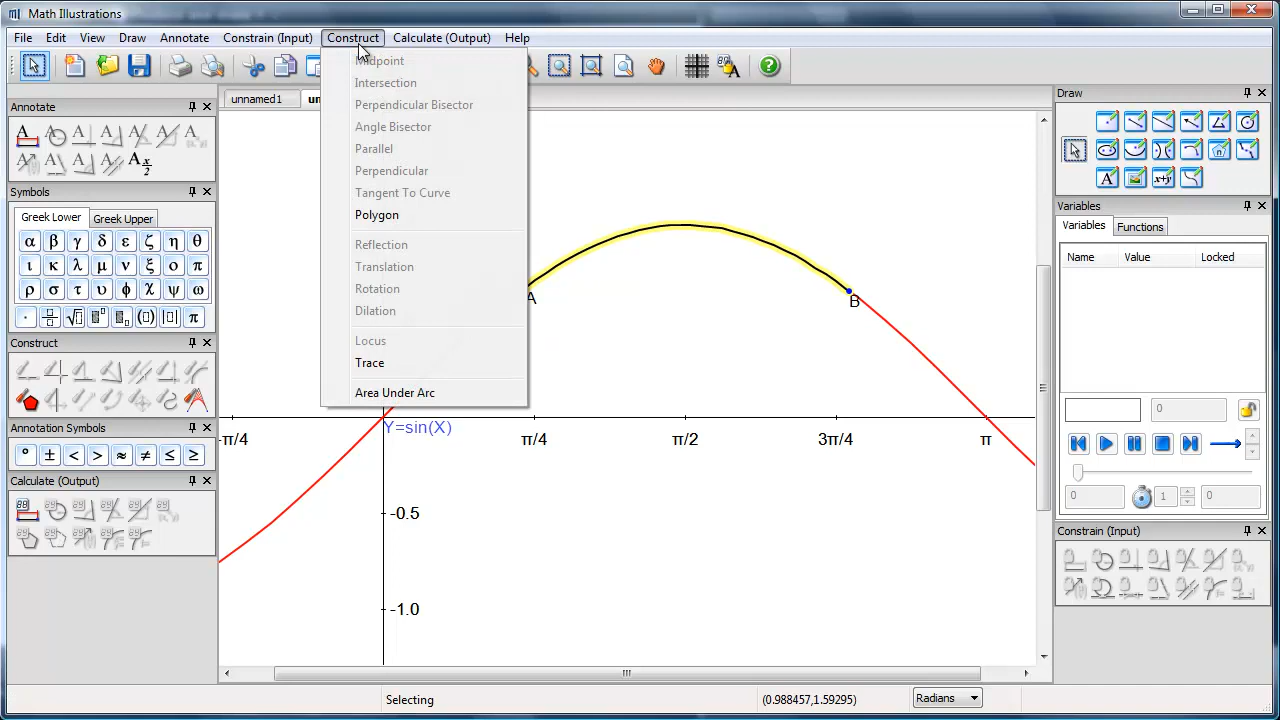 Math Illustrations
File Edit View Draw Annotate Constrain (Input) Construct Calculate (Output) Help
Midpoint
Intersection
Perpendicular Bisector
Angle Bisector
Parallel
Perpendicular
Tangent To Curve
Polygon
Reflection
Translation
Rotation
Dilation
Locus
Trace
Area Under Arc
unnamed1
Annotate
Symbols
Greek Lower Greek Upper
α β γ δ ε ζ η θ
ι κ λ μ ν ξ ο π
ρ σ τ υ φ χ ψ ω
Construct
Annotation Symbols
° ± < > ≈ ≠ ≤ ≥
Calculate (Output)
A
B
Y=sin(X)
-π/4 π/4 π/2 3π/4 π
-0.5
-1.0
Draw
A x+y
Variables
Variables Functions
Name Value Locked
0
0 1 0
Constrain (Input)
Selecting
(0.988457,1.59295)
Radians